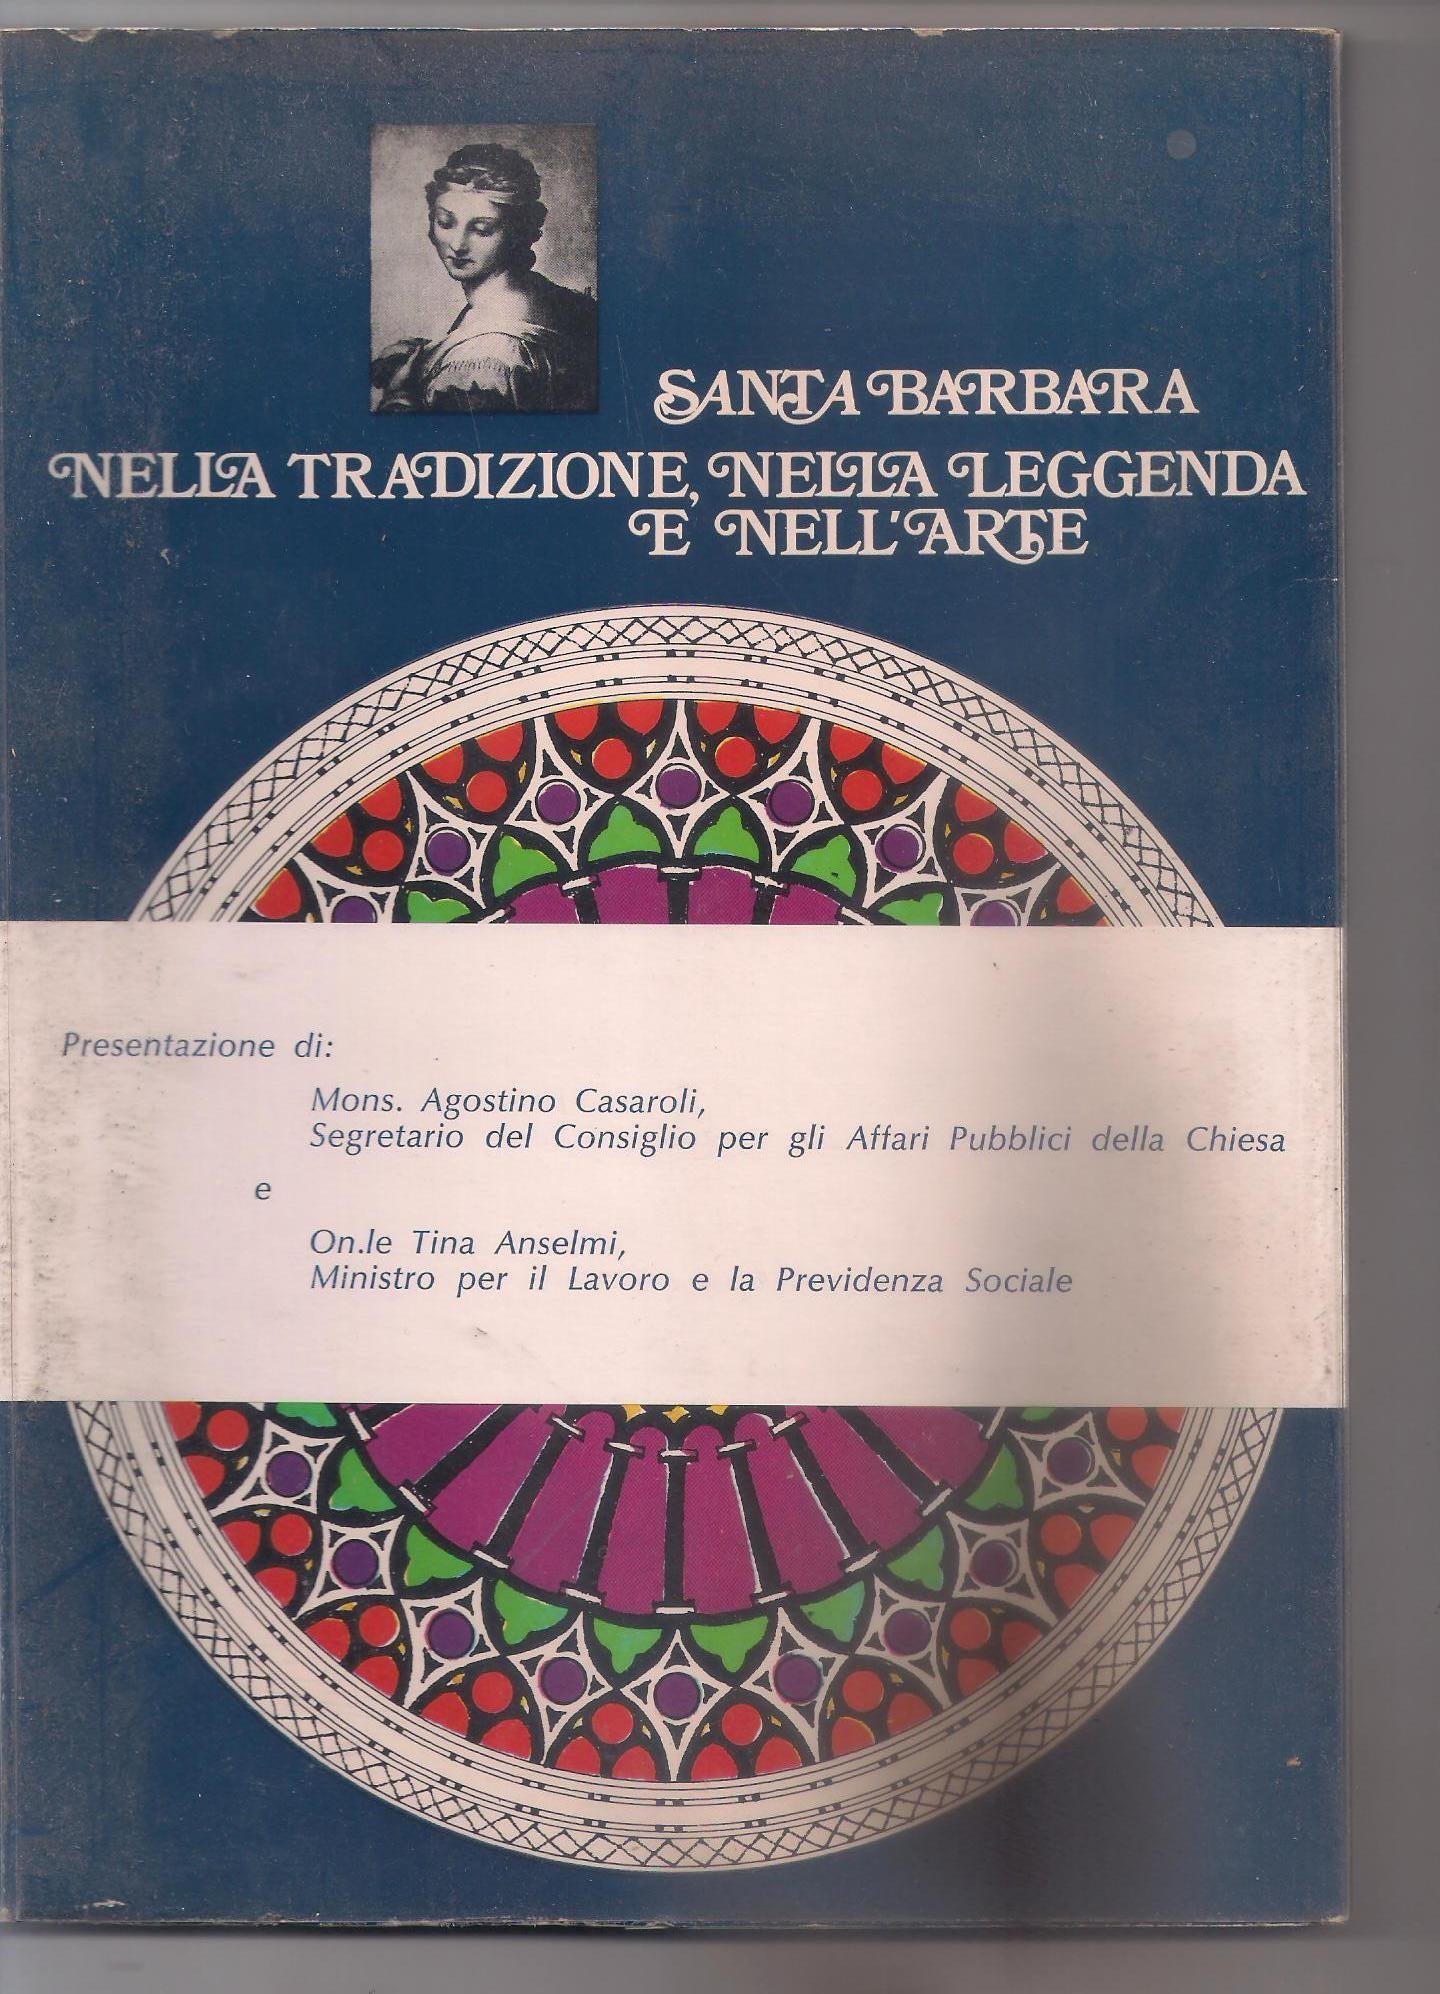 SANTA BARBARA
NELLA TRADIZIONE, NELLA LEGGENDA
E NELL'ARTE
Presentazione di:
Mons. Agostino Casaroli,
Segretario del Consiglio per gli Affari Pubblici della Chiesa
e
On.le Tina Anselmi,
Ministro per il Lavoro e la Previdenza Sociale